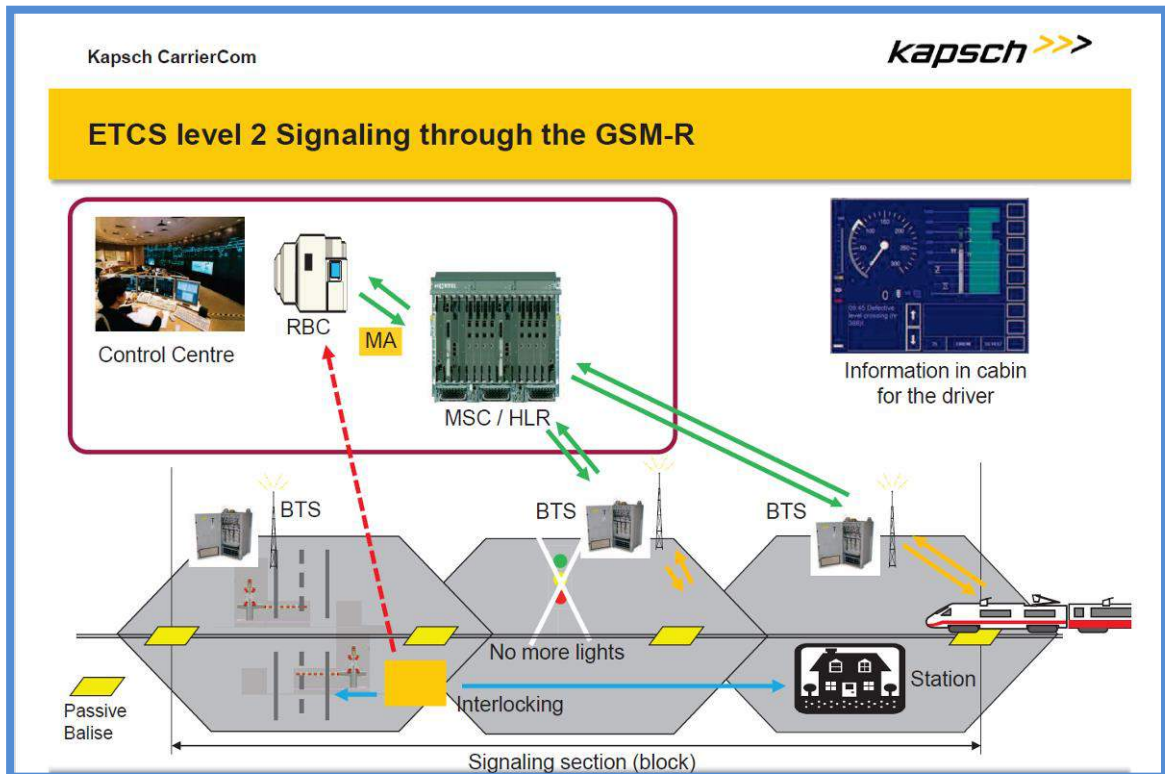 Kapsch CarrierCom
kapsch >>>
ETCS level 2 Signaling through the GSM-R
Control Centre
RBC
MA
MSC / HLR
Information in cabin
for the driver
BTS
BTS
BTS
No more lights
Interlocking
Station
Passive
Balise
Signaling section (block)